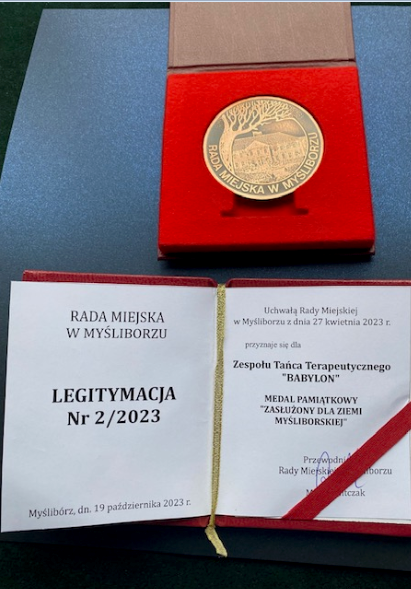 RADA MIEJSKA W MYŚLIBORZU
RADA MIEJSKA
W MYŚLIBORZU
LEGITYMACJA
Nr 2/2023
Myślibórz, dn. 19 października 2023 r.
Uchwałą Rady Miejskiej
w Myśliborzu z dnia 27 kwietnia 2023 r.
przyznaje się dla
Zespołu Tańca Terapeutycznego
"BABYLON"
MEDAL PAMIĄTKOWY
"ZASŁUŻONY DLA ZIEMI
MYŚLIBORSKIEJ"
Rady